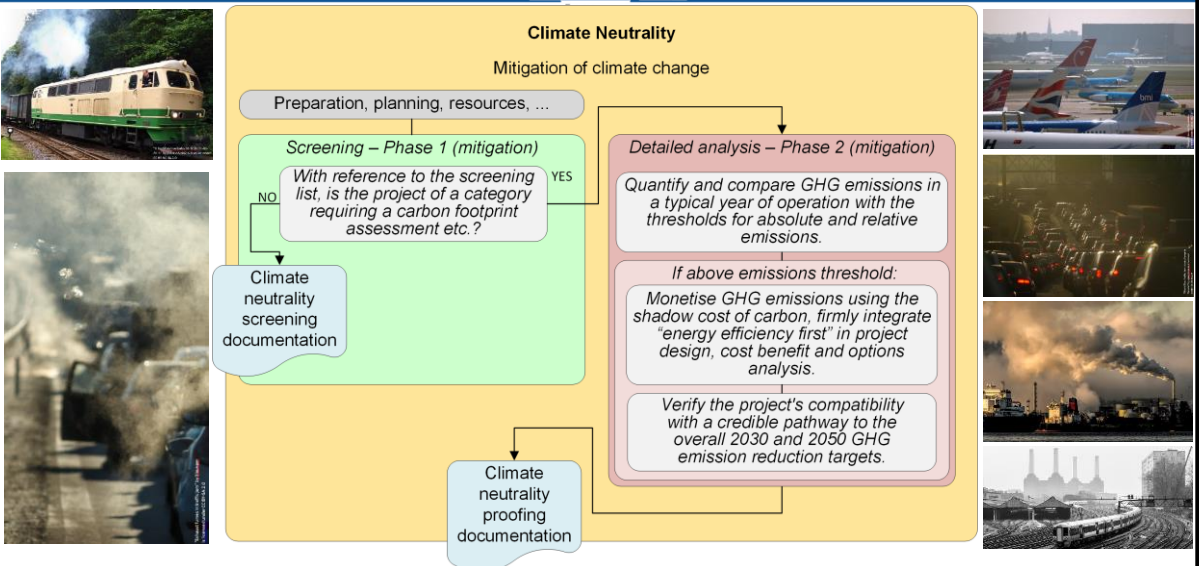 Climate Neutrality
Mitigation of climate change
Preparation, planning, resources, ...
Screening – Phase 1 (mitigation)
With reference to the screening
list, is the project of a category
requiring a carbon footprint
assessment etc.?
YES
NO
Climate
neutrality
screening
documentation
Detailed analysis – Phase 2 (mitigation)
Quantify and compare GHG emissions in
a typical year of operation with the
thresholds for absolute and relative
emissions.
If above emissions threshold:
Monetise GHG emissions using the
shadow cost of carbon, firmly integrate
“energy efficiency first” in project
design, cost benefit and options
analysis.
Verify the project's compatibility
with a credible pathway to the
overall 2030 and 2050 GHG
emission reduction targets.
Climate
neutrality
proofing
documentation
bmi